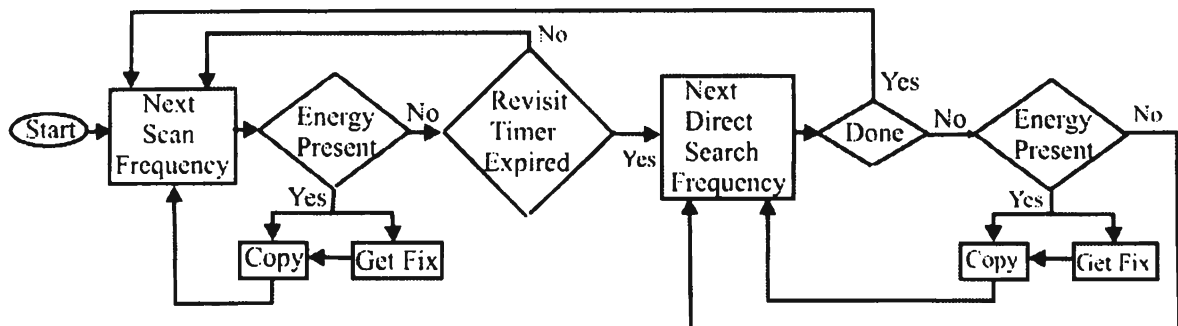 Start
Next
Scan
Frequency
Energy
Present
No
Yes
Copy
Get Fix
No
Revisit
Timer
Expired
Yes
Next
Direct
Search
Frequency
Yes
Done
No
Energy
Present
No
Yes
Copy
Get Fix